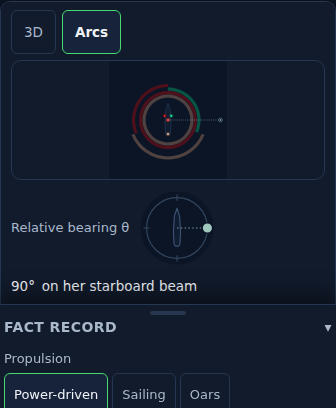 3D Arcs
Relative bearing θ
90° on her starboard beam
FACT RECORD ▼
Propulsion
Power-driven Sailing Oars